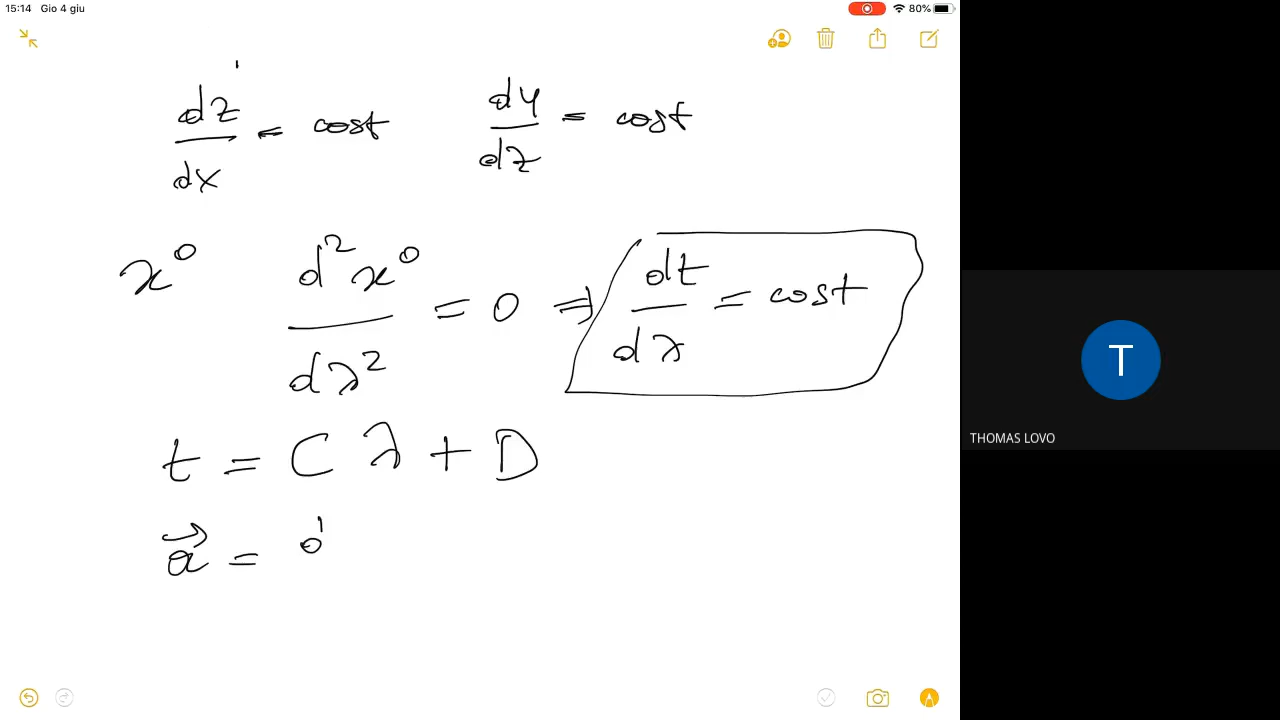 15:14 Gio 4 giu 80%
dz/dx = cost dy/dz = cost
x⁰ d²x⁰/dλ² = 0 ⇒ dt/dλ = cost
t = C λ + D
a⃗ = d
T
THOMAS LOVO